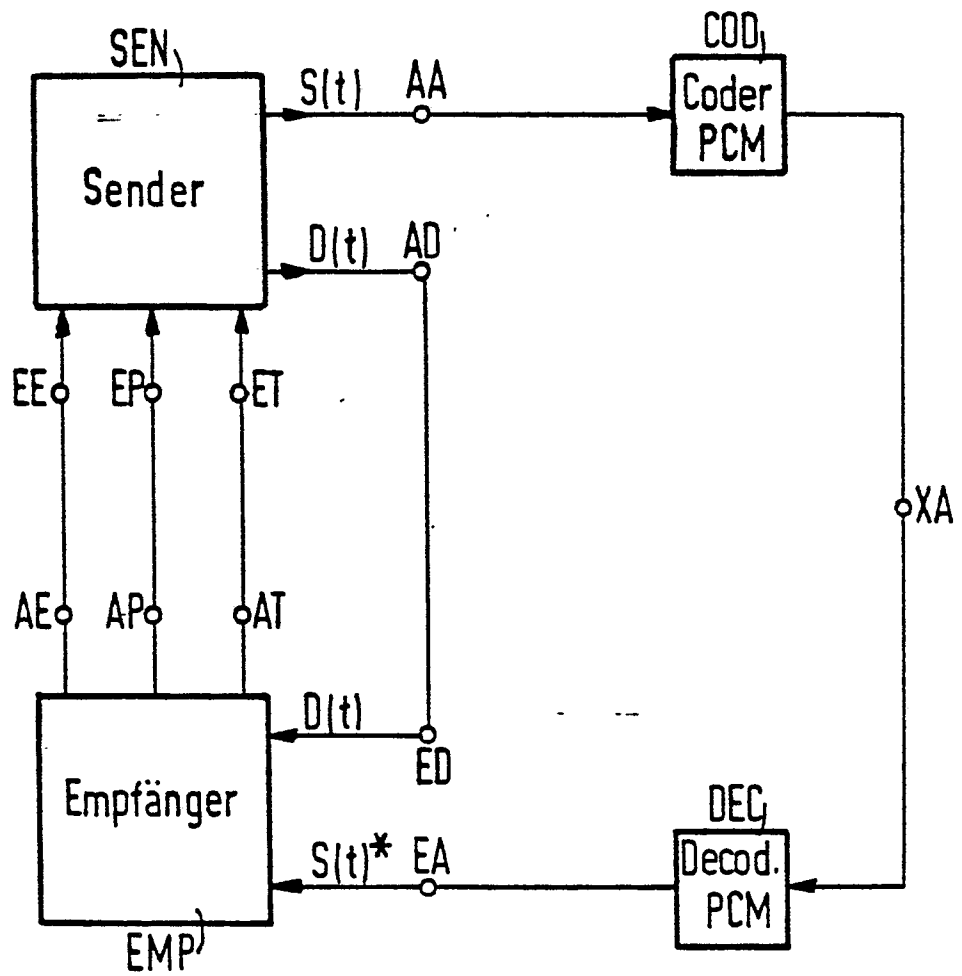 SEN
COD
S(t)
AA
Coder
PCM
Sender
D(t)
AD
EE
EP
ET
XA
AE
AP
AT
D(t)
ED
Empfänger
DEC
S(t)*
EA
Decod.
PCM
EMP